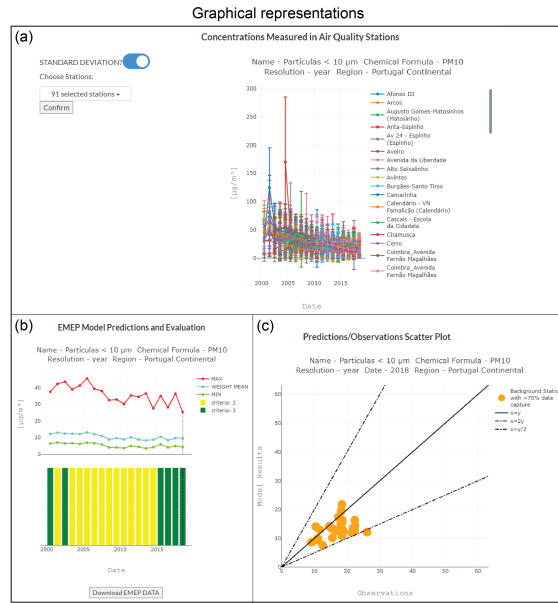 Graphical representations
(a)
Concentrations Measured in Air Quality Stations
STANDARD DEVIATION?
Choose Stations:
91 selected stations
Confirm
Name - Partículas < 10 µm Chemical Formula - PM10
Resolution - year Region - Portugal Continental
300
250
200
150
100
50
0
[µg/m³]
2000
2005
2010
2015
Date
Afonso III
Arcos
Augusto Gomes-Matosinhos
(Matosinho)
Anta-Espinho
Av 24 - Espinho
(Espinho)
Aveiro
Avenida da Liberdade
Alto Seixalinho
Avintes
Burgães-Santo Tirso
Camarinha
Calendário - VN
Famalicão (Calendário)
Cascais - Escola
da Cidadela
Chamusca
Cerro
Coimbra_Avenida
Fernão Magalhães
Coimbra_Avenida
Fernão Magalhães
(b)
EMEP Model Predictions and Evaluation
Name - Partículas < 10 µm Chemical Formula - PM10
Resolution - year Region - Portugal Continental
40
30
20
10
0
[µg/m³]
MAX
WEIGHT MEAN
MIN
criteria: 2
criteria: 3
2000
2005
2010
2015
Date
Download EMEP DATA
(c)
Predictions/Observations Scatter Plot
Name - Partículas < 10 µm Chemical Formula - PM10
Resolution - year Date - 2018 Region - Portugal Continental
60
50
40
30
20
10
0
Model Results
Background Static
with >75% data
capture
x=y
x=2y
x=y/2
0
10
20
30
40
50
60
Observations